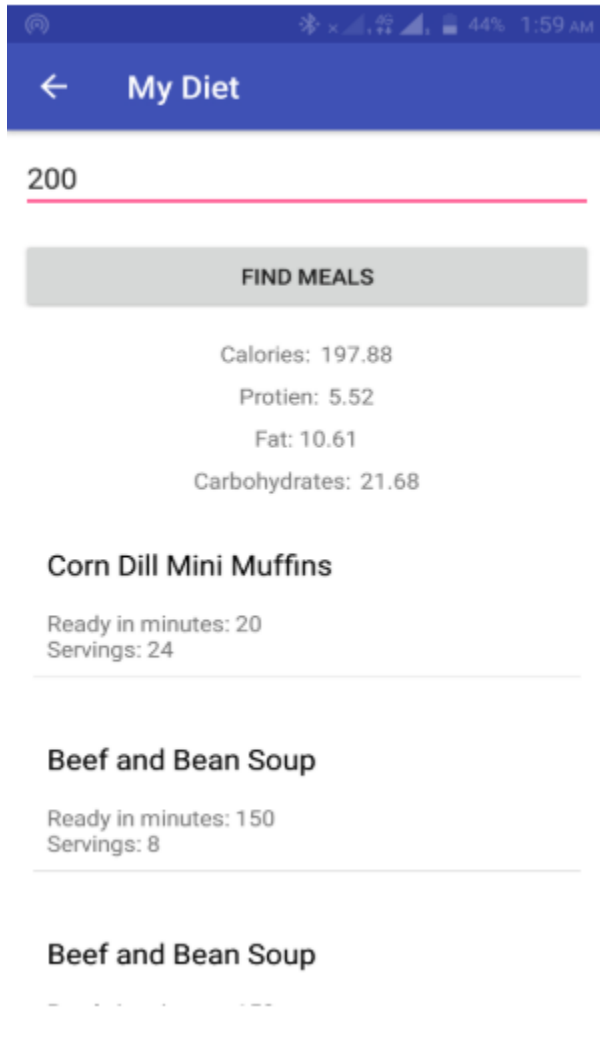 44% 1:59 AM
My Diet
200
FIND MEALS
Calories: 197.88
Protien: 5.52
Fat: 10.61
Carbohydrates: 21.68
Corn Dill Mini Muffins
Ready in minutes: 20
Servings: 24
Beef and Bean Soup
Ready in minutes: 150
Servings: 8
Beef and Bean Soup